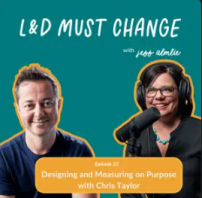 L&D MUST CHANGE
with jess almlie
Episode 22
Designing and Measuring on Purpose
with Chris Taylor